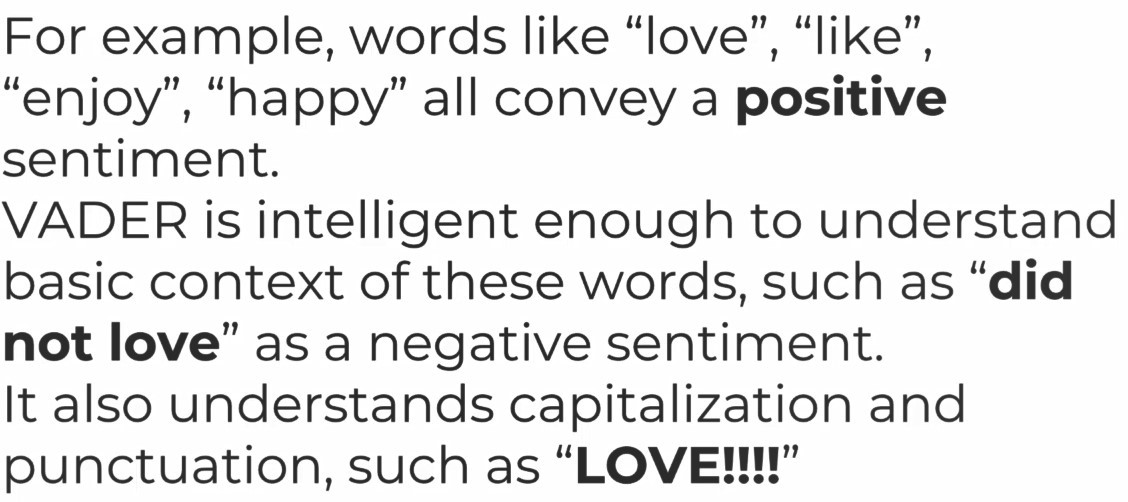 For example, words like “love”, “like”,
“enjoy”, “happy” all convey a positive
sentiment.
VADER is intelligent enough to understand
basic context of these words, such as “did
not love” as a negative sentiment.
It also understands capitalization and
punctuation, such as “LOVE!!!!”